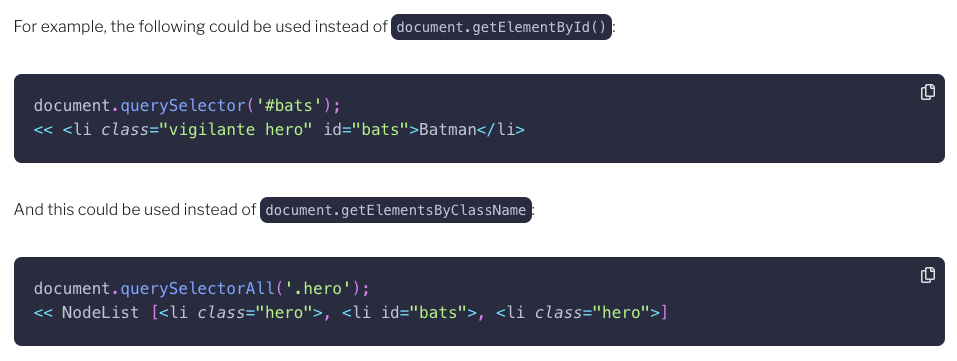 For example, the following could be used instead of document.getElementById():
document.querySelector('#bats');
<< <li class="vigilante hero" id="bats">Batman</li>
And this could be used instead of document.getElementsByClassName:
document.querySelectorAll('.hero');
<< NodeList [<li class="hero">, <li id="bats">, <li class="hero">]